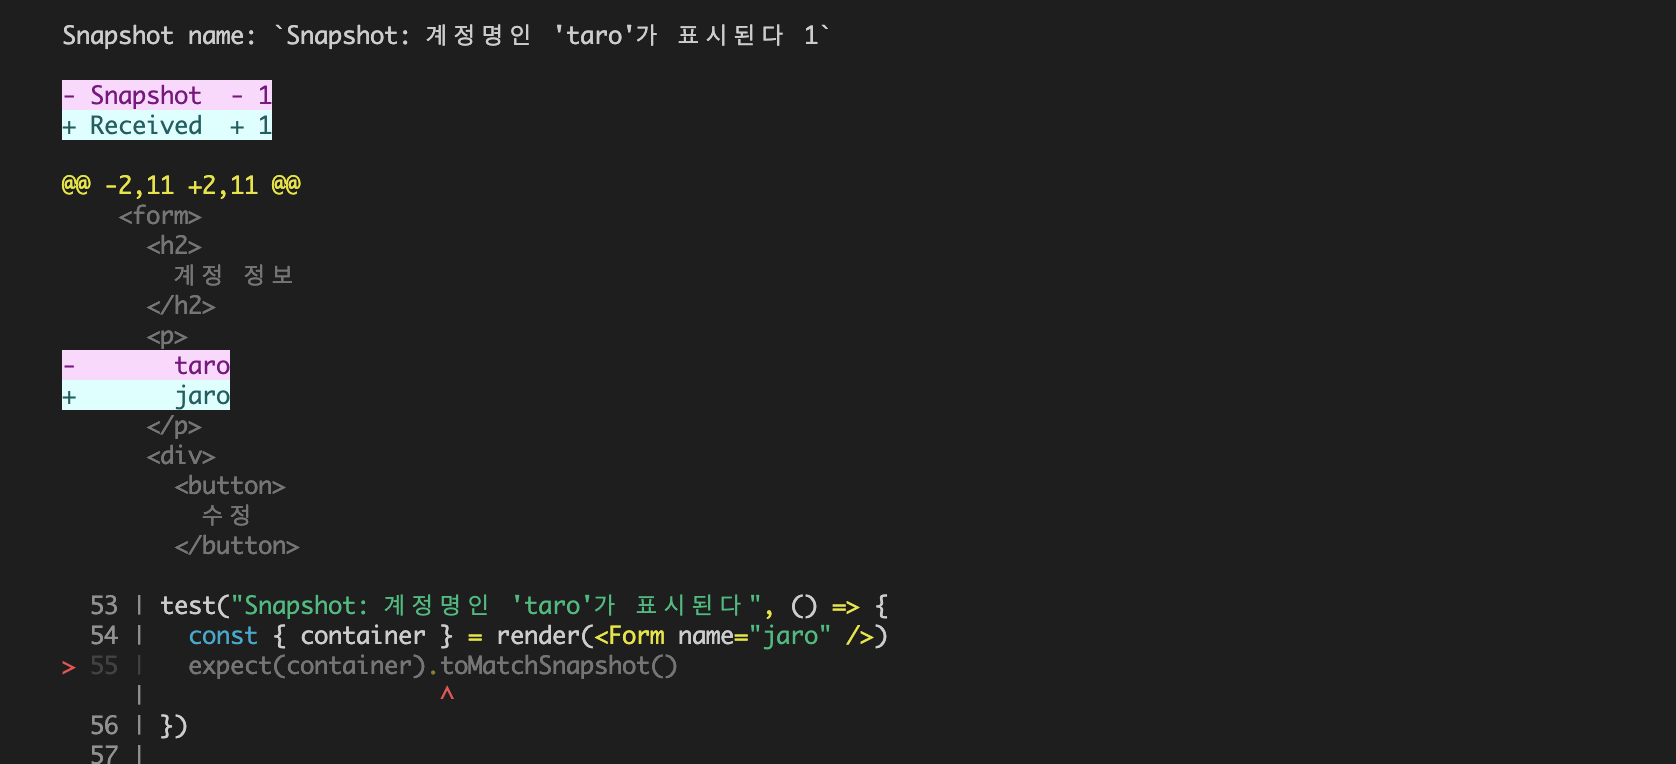 Snapshot name: `Snapshot: 계정명인 'taro'가 표시된다 1`
- Snapshot  - 1
+ Received  + 1
@@ -2,11 +2,11 @@
<form>
<h2>
계정 정보
</h2>
<p>
-       taro
+       jaro
</p>
<div>
<button>
수정
</button>
53 | test("Snapshot: 계정명인 'taro'가 표시된다", () => {
54 |   const { container } = render(<Form name="jaro" />)
> 55 |   expect(container).toMatchSnapshot()
|                      ^
56 | })
57 |